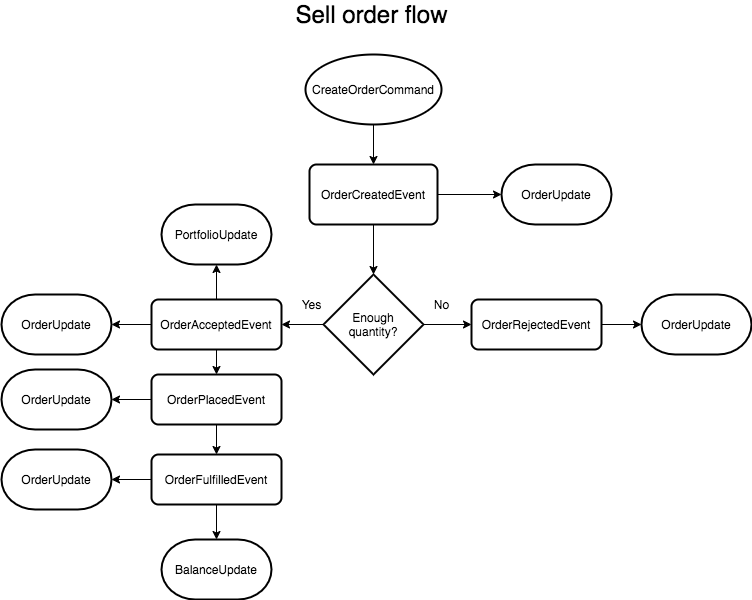 Sell order flow
CreateOrderCommand
OrderCreatedEvent
OrderUpdate
PortfolioUpdate
Yes
No
Enough
quantity?
OrderUpdate
OrderAcceptedEvent
OrderRejectedEvent
OrderUpdate
OrderUpdate
OrderPlacedEvent
OrderUpdate
OrderFulfilledEvent
BalanceUpdate